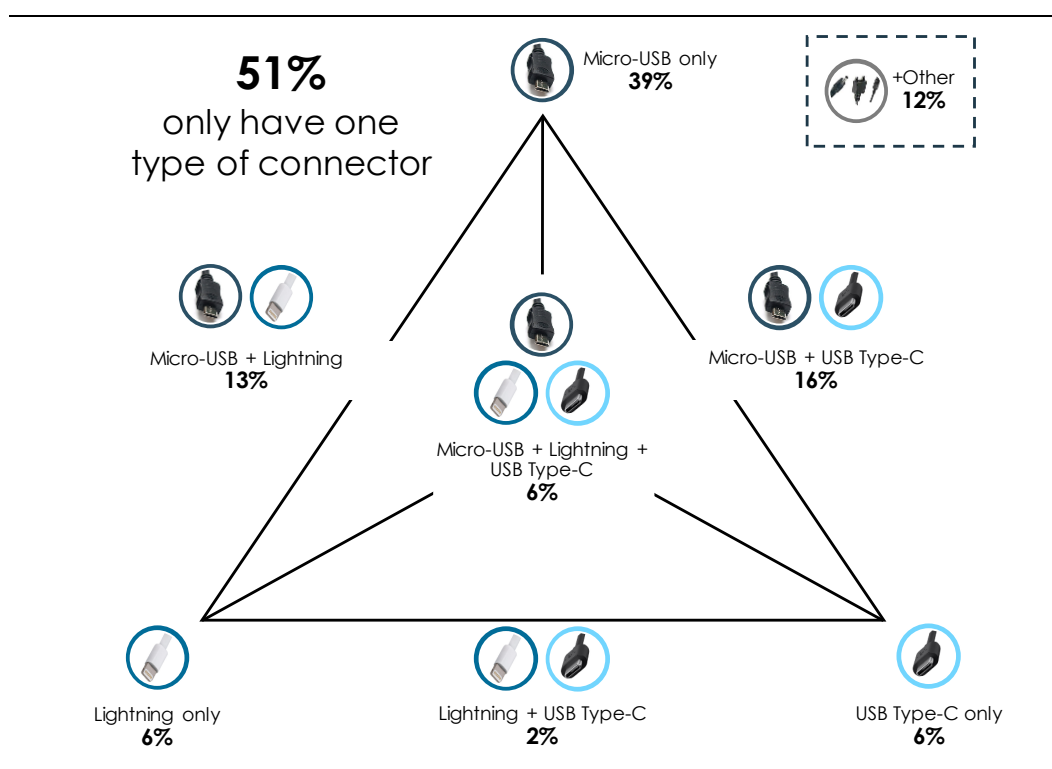 51%
only have one
type of connector
Micro-USB only
39%
+Other
12%
Micro-USB + Lightning
13%
Micro-USB + Lightning +
USB Type-C
6%
Micro-USB + USB Type-C
16%
Lightning only
6%
Lightning + USB Type-C
2%
USB Type-C only
6%